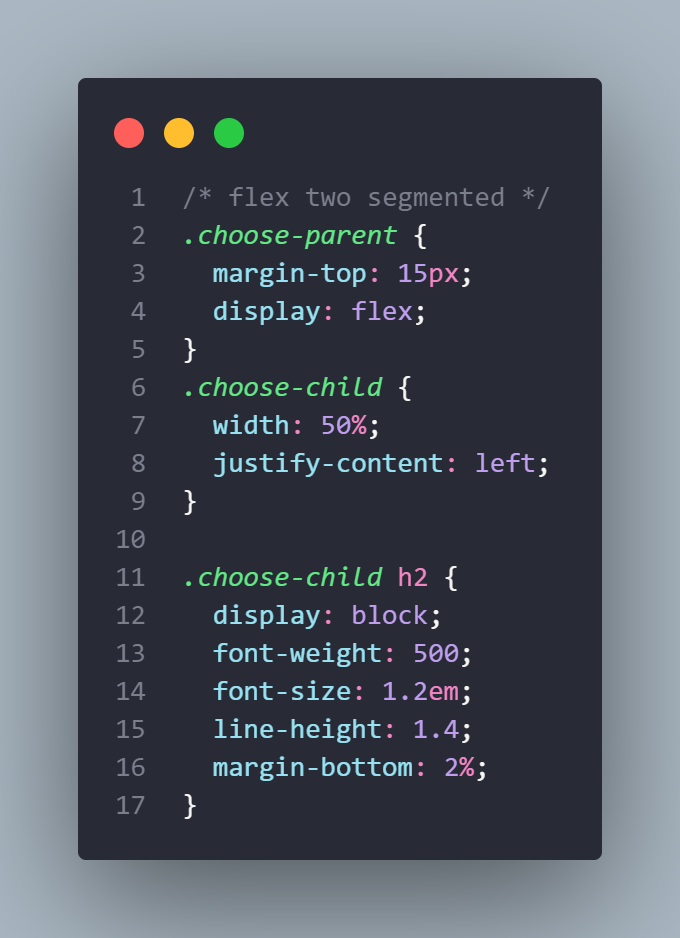 1 /* flex two segmented */
2 .choose-parent {
3   margin-top: 15px;
4   display: flex;
5 }
6 .choose-child {
7   width: 50%;
8   justify-content: left;
9 }
10
11 .choose-child h2 {
12   display: block;
13   font-weight: 500;
14   font-size: 1.2em;
15   line-height: 1.4;
16   margin-bottom: 2%;
17 }